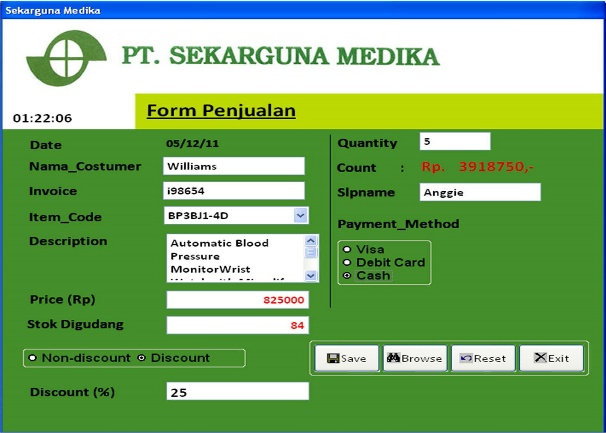 Sekarguna Medika
PT. SEKARGUNA MEDIKA
01:22:06
Form Penjualan
Date 05/12/11
Nama_Costumer Williams
Invoice i98654
Item_Code BP3BJ1-4D
Description Automatic Blood
Pressure
MonitorWrist
Price (Rp) 825000
Stok Digudang 84
Non-discount Discount
Discount (%) 25
Quantity 5
Count : Rp. 3918750,-
Slpname Anggie
Payment_Method
Visa
Debit Card
Cash
Save Browse Reset Exit